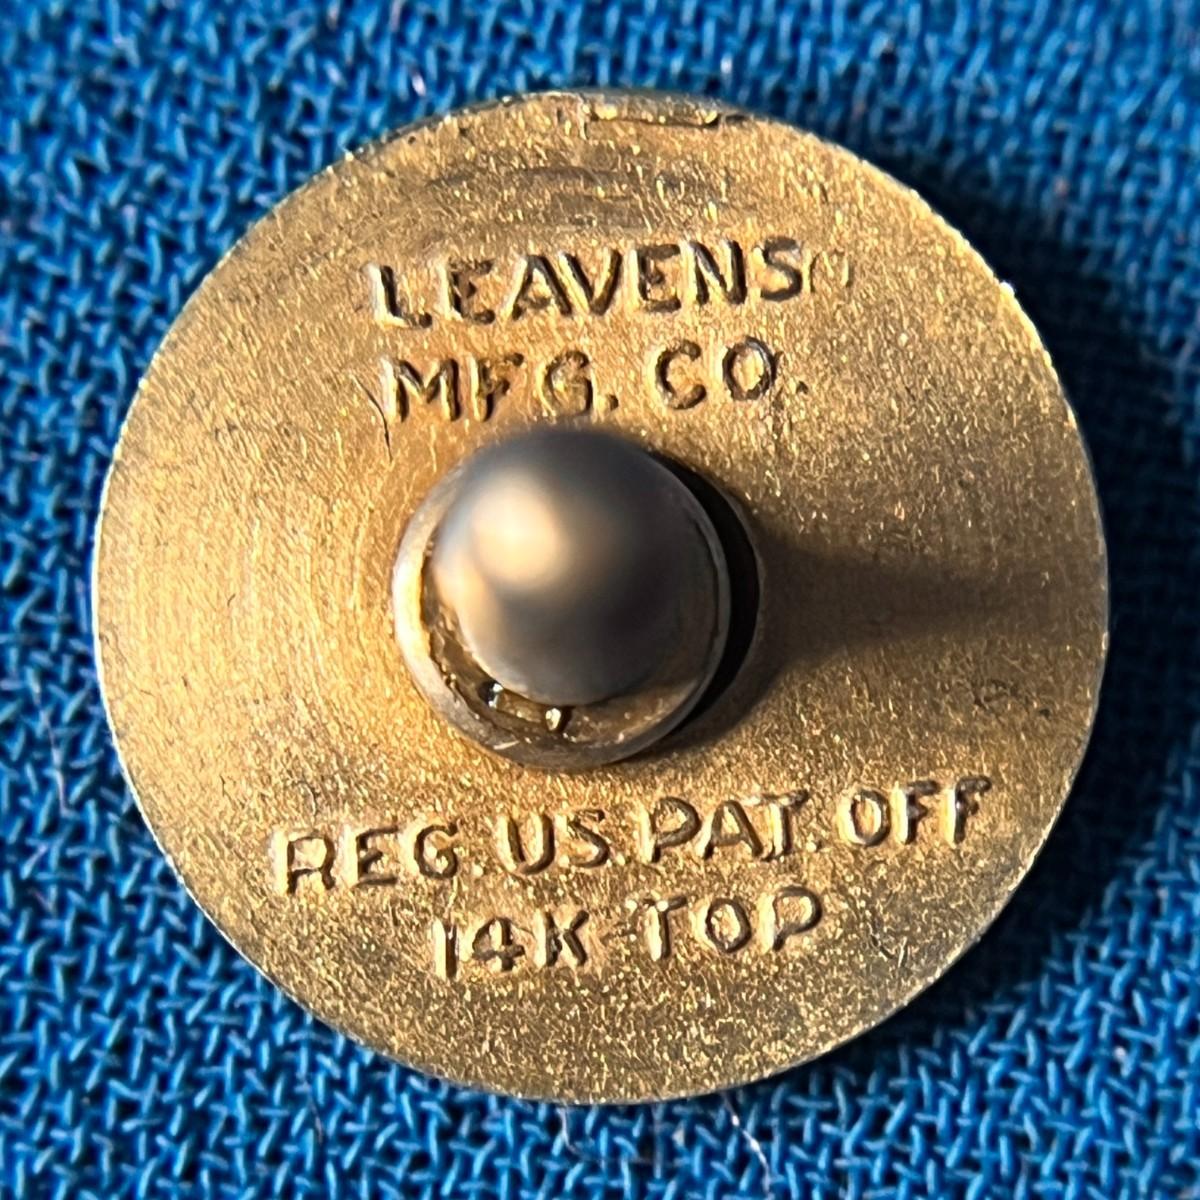 LEAVENS
MFG. CO.
REG US.PAT. OFF
14K TOP